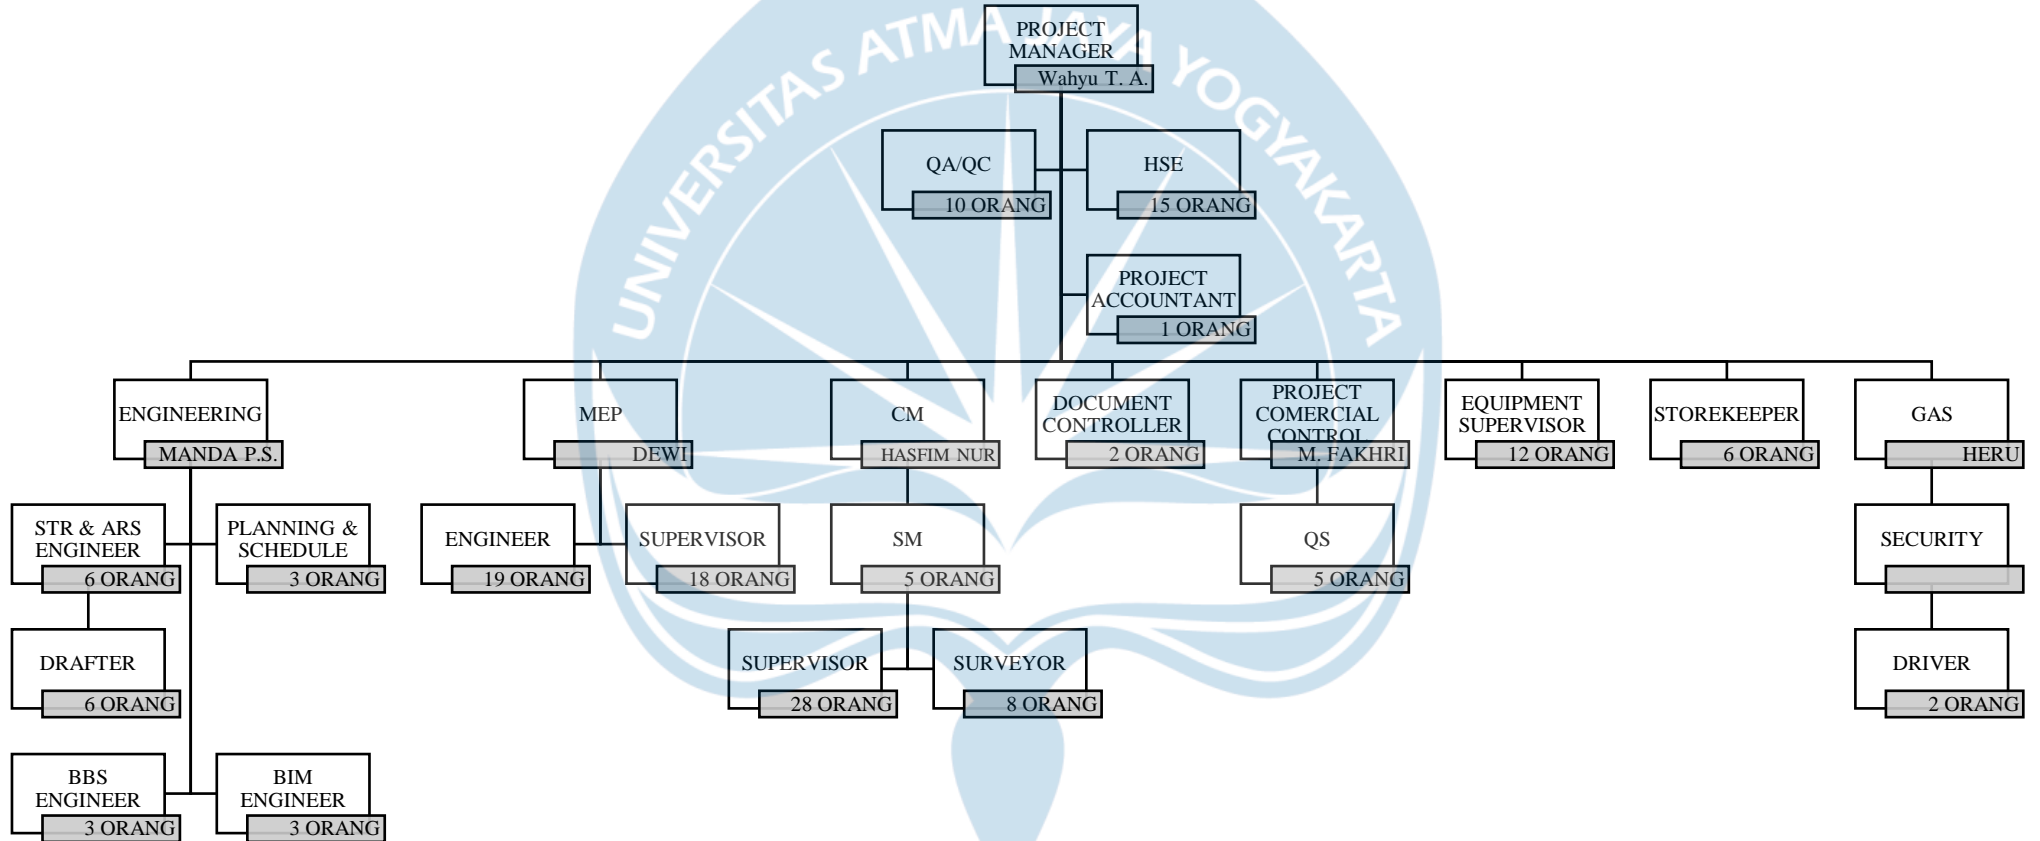 UNIVERSITAS ATMA JAYA YOGYAKARTA
PROJECT
MANAGER
Wahyu T. A.
QA/QC
10 ORANG
HSE
15 ORANG
PROJECT
ACCOUNTANT
1 ORANG
ENGINEERING
MANDA P.S.
MEP
DEWI
CM
HASFIM NUR
DOCUMENT
CONTROLLER
2 ORANG
PROJECT
COMERCIAL
CONTROL
M. FAKHRI
EQUIPMENT
SUPERVISOR
12 ORANG
STOREKEEPER
6 ORANG
GAS
HERU
STR & ARS
ENGINEER
6 ORANG
PLANNING &
SCHEDULE
3 ORANG
ENGINEER
19 ORANG
SUPERVISOR
18 ORANG
SM
5 ORANG
QS
5 ORANG
SECURITY
DRAFTER
6 ORANG
SUPERVISOR
28 ORANG
SURVEYOR
8 ORANG
DRIVER
2 ORANG
BBS
ENGINEER
3 ORANG
BIM
ENGINEER
3 ORANG